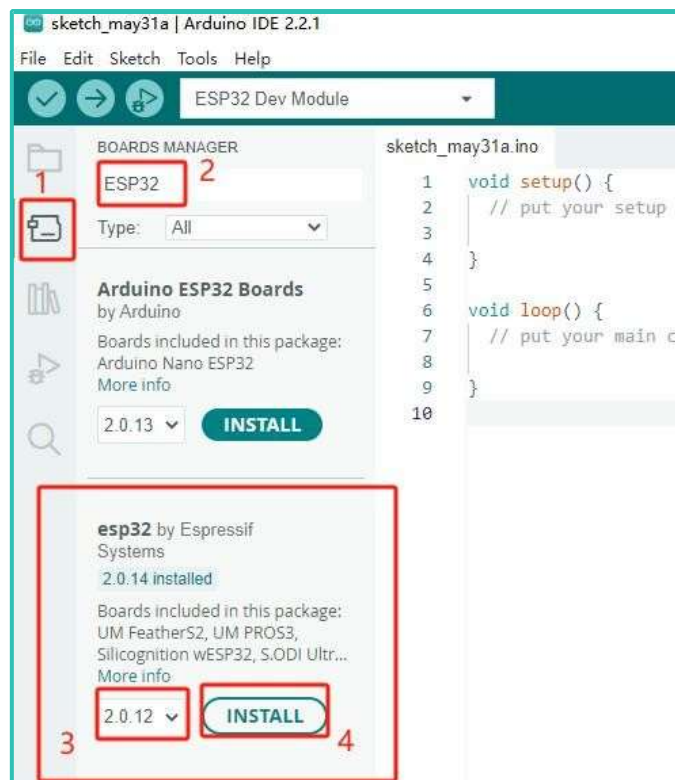 sketch_may31a | Arduino IDE 2.2.1
File Edit Sketch Tools Help
ESP32 Dev Module
BOARDS MANAGER
ESP32
2
1
Type: All
Arduino ESP32 Boards
by Arduino
Boards included in this package:
Arduino Nano ESP32
More info
2.0.13
INSTALL
esp32 by Espressif
Systems
2.0.14 installed
Boards included in this package:
UM FeatherS2, UM PROS3,
Silicognition wESP32, S.ODI Ultr...
More info
2.0.12
INSTALL
3
4
sketch_may31a.ino
1 void setup() {
2 // put your setup
3
4 }
5
6 void loop() {
7 // put your main c
8
9 }
10